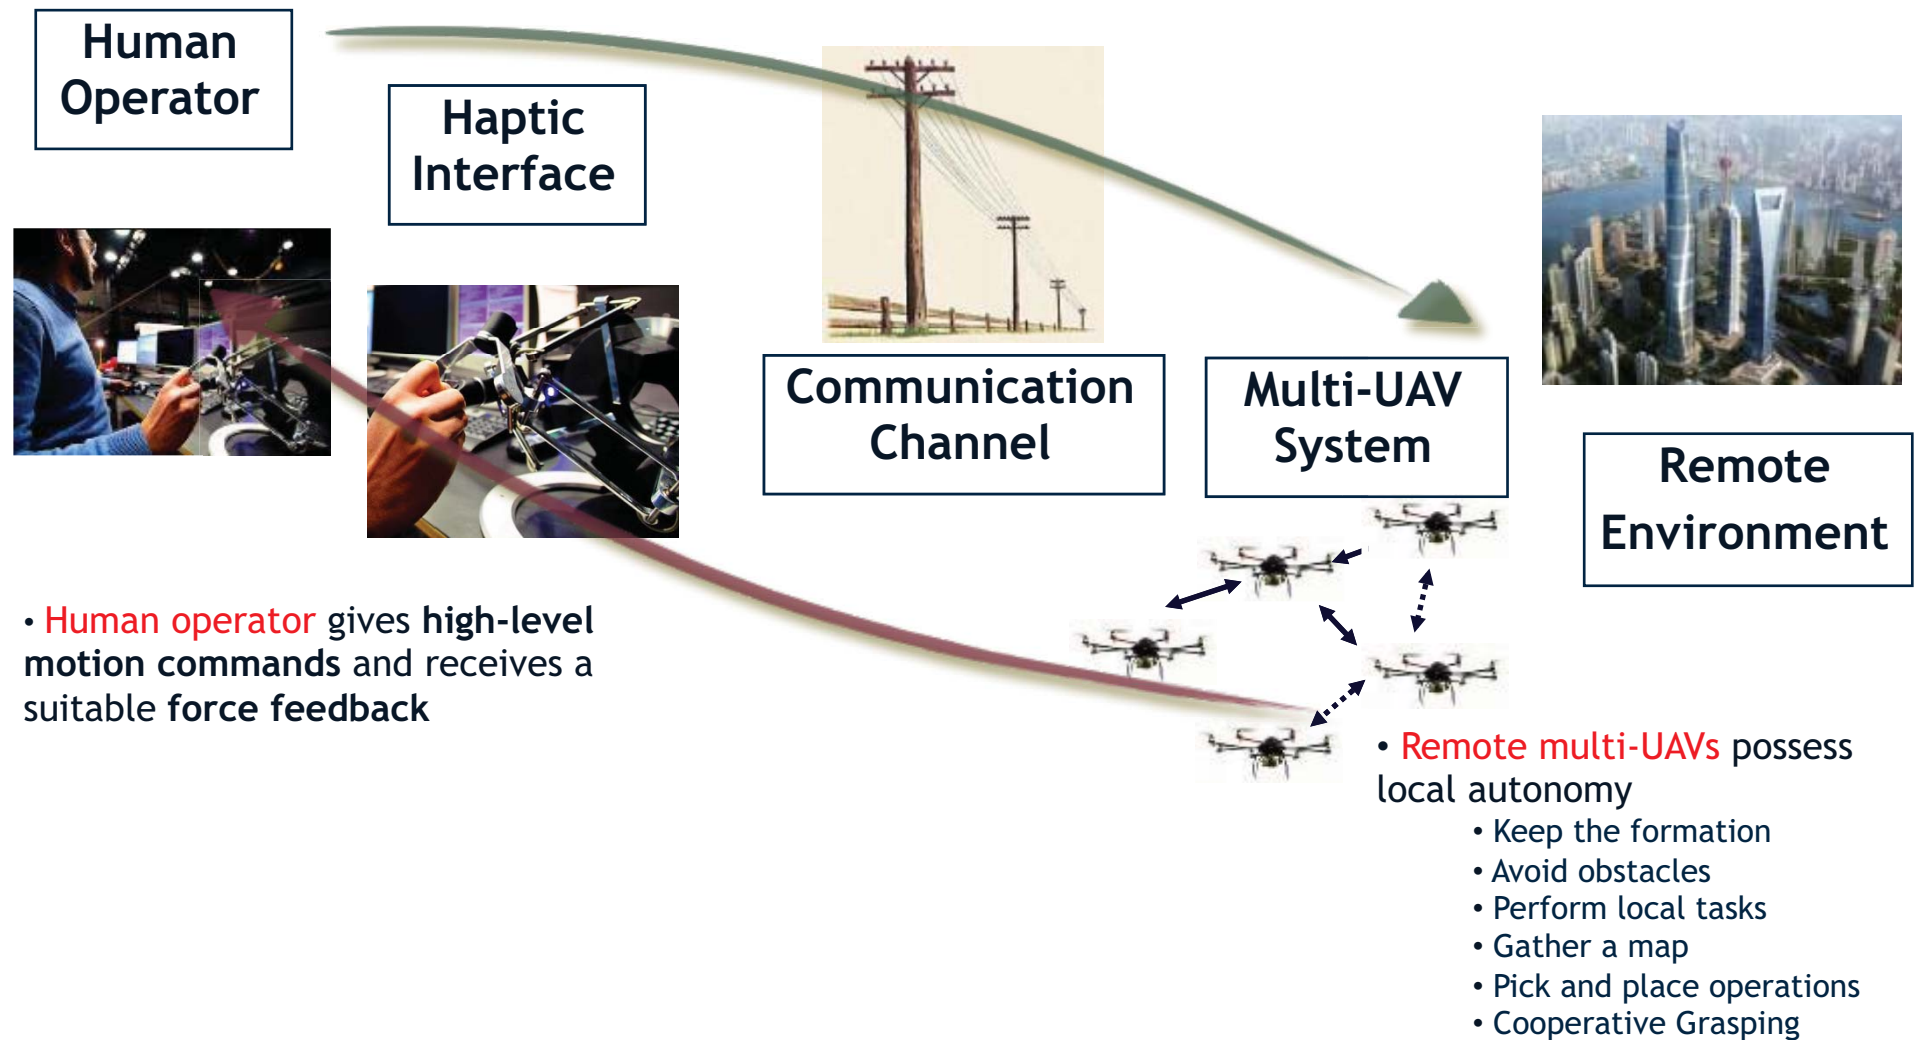 Human
Operator
Haptic
Interface
Communication
Channel
Multi-UAV
System
Remote
Environment
• Human operator gives high-level
motion commands and receives a
suitable force feedback
• Remote multi-UAVs possess
local autonomy
• Keep the formation
• Avoid obstacles
• Perform local tasks
• Gather a map
• Pick and place operations
• Cooperative Grasping